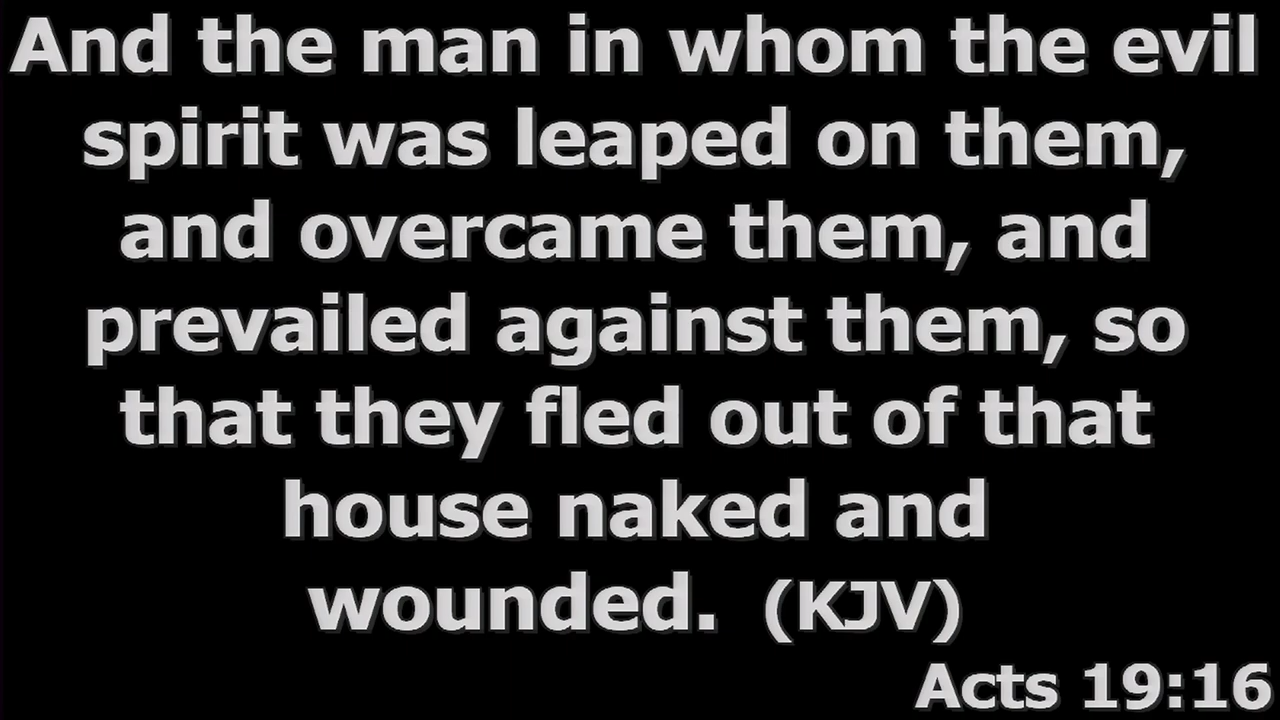 And the man in whom the evil
spirit was leaped on them,
and overcame them, and
prevailed against them, so
that they fled out of that
house naked and
wounded.  (KJV)
Acts 19:16